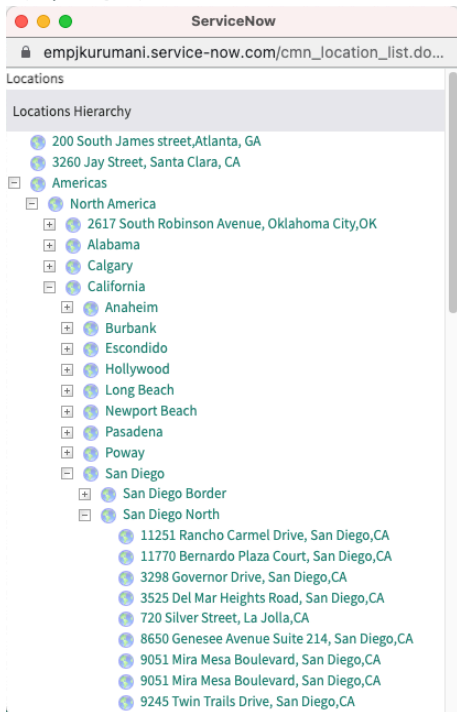 ServiceNow
empjkurumani.service-now.com/cmn_location_list.do...
Locations
Locations Hierarchy
200 South James street,Atlanta, GA
3260 Jay Street, Santa Clara, CA
Americas
North America
2617 South Robinson Avenue, Oklahoma City,OK
Alabama
Calgary
California
Anaheim
Burbank
Escondido
Hollywood
Long Beach
Newport Beach
Pasadena
Poway
San Diego
San Diego Border
San Diego North
11251 Rancho Carmel Drive, San Diego,CA
11770 Bernardo Plaza Court, San Diego,CA
3298 Governor Drive, San Diego,CA
3525 Del Mar Heights Road, San Diego,CA
720 Silver Street, La Jolla,CA
8650 Genesee Avenue Suite 214, San Diego,CA
9051 Mira Mesa Boulevard, San Diego,CA
9051 Mira Mesa Boulevard, San Diego,CA
9245 Twin Trails Drive, San Diego,CA